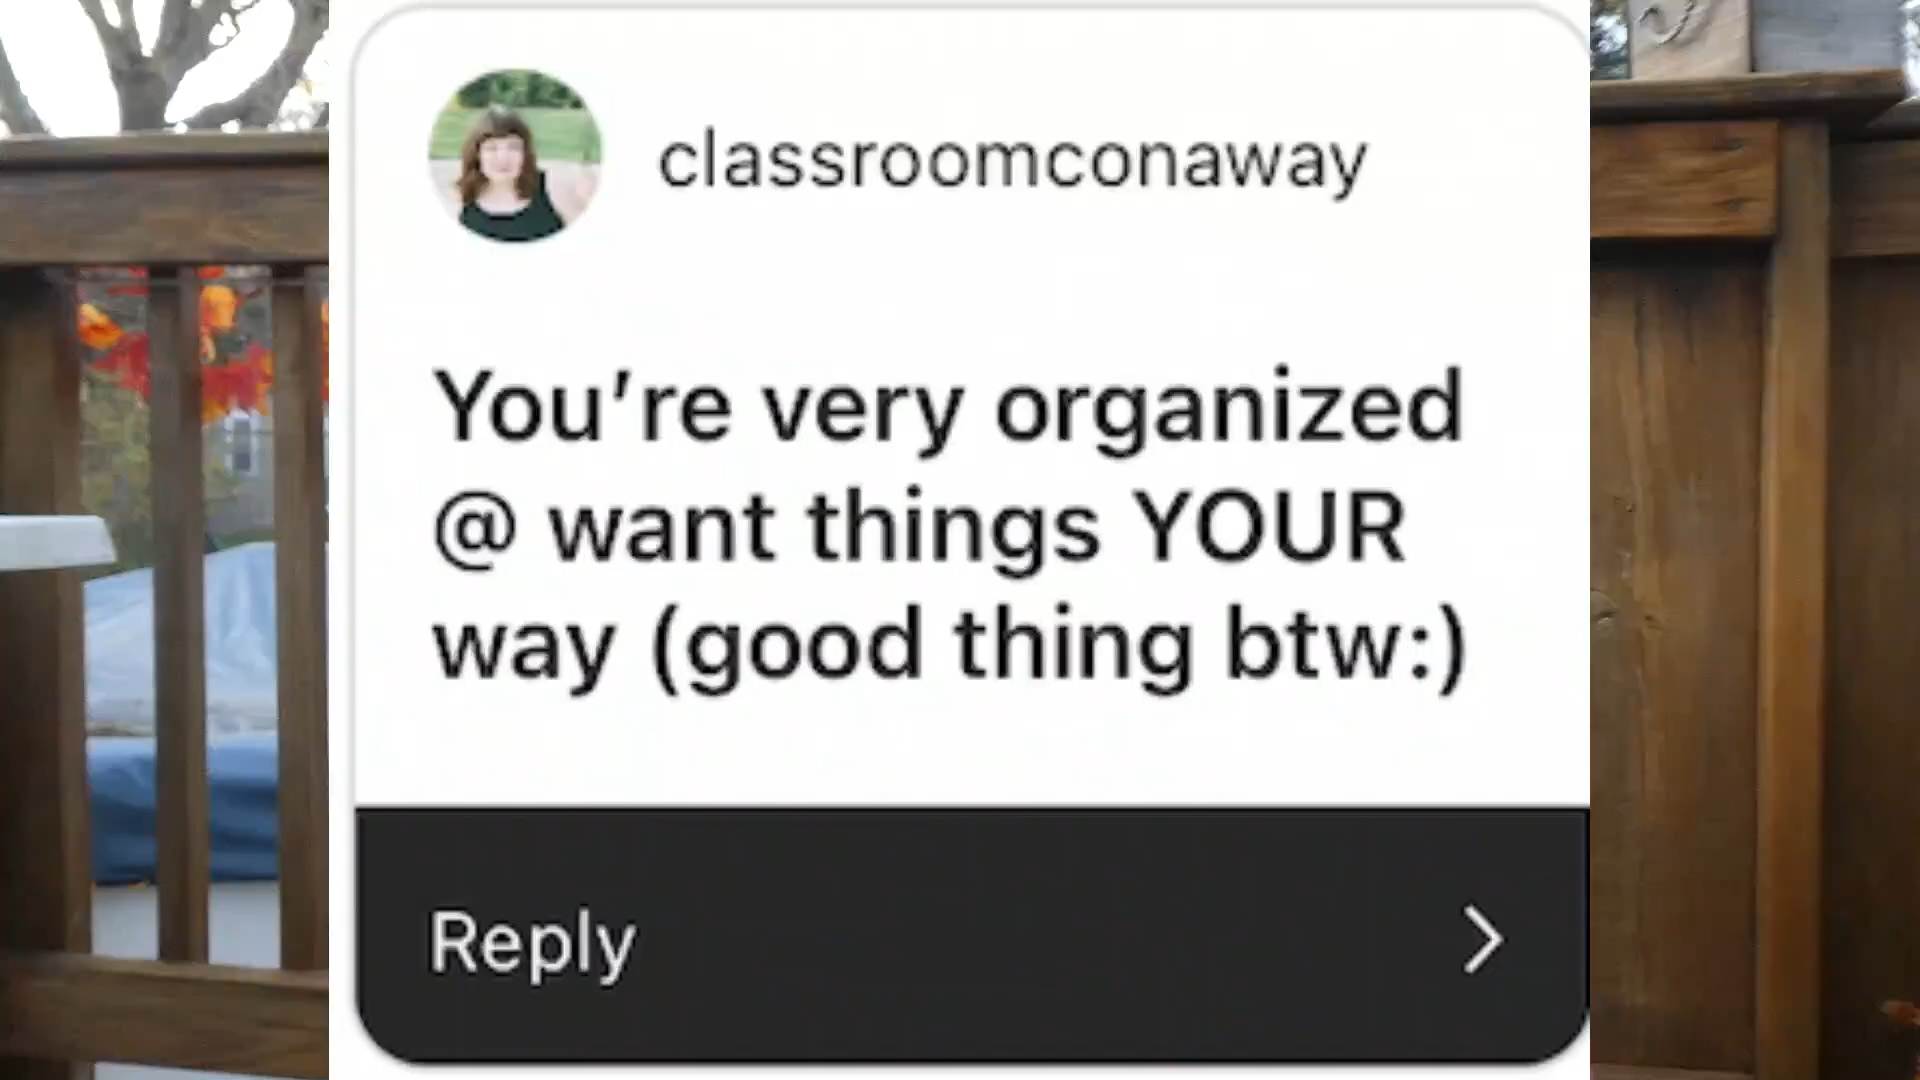 classroomconaway
You’re very organized
@ want things YOUR
way (good thing btw:)
Reply